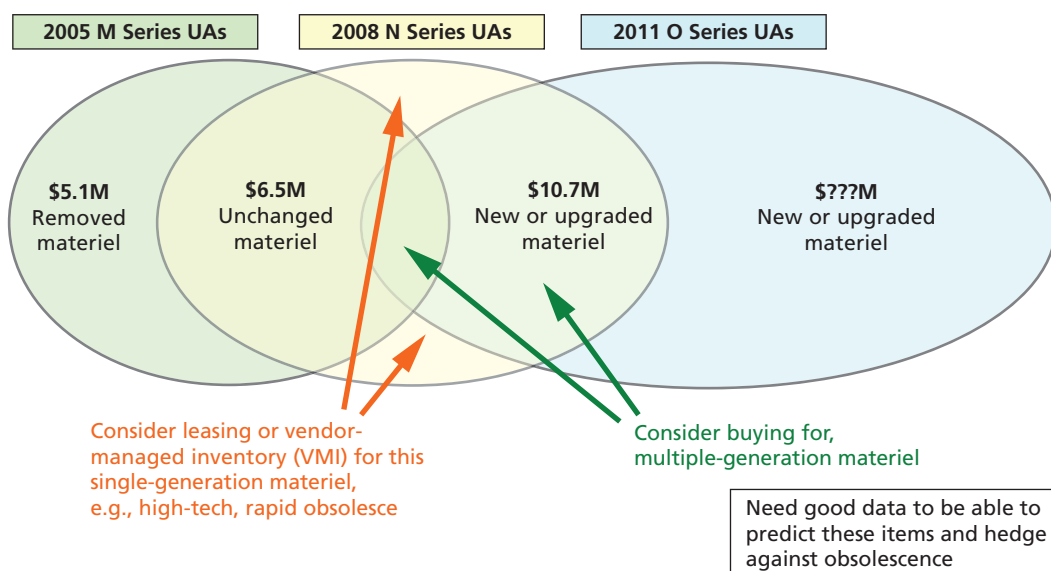 2005 M Series UAs
2008 N Series UAs
2011 O Series UAs
$5.1M
Removed
materiel
$6.5M
Unchanged
materiel
$10.7M
New or upgraded
materiel
$???M
New or upgraded
materiel
Consider leasing or vendor-
managed inventory (VMI) for this
single-generation materiel,
e.g., high-tech, rapid obsolesce
Consider buying for,
multiple-generation materiel
Need good data to be able to
predict these items and hedge
against obsolescence